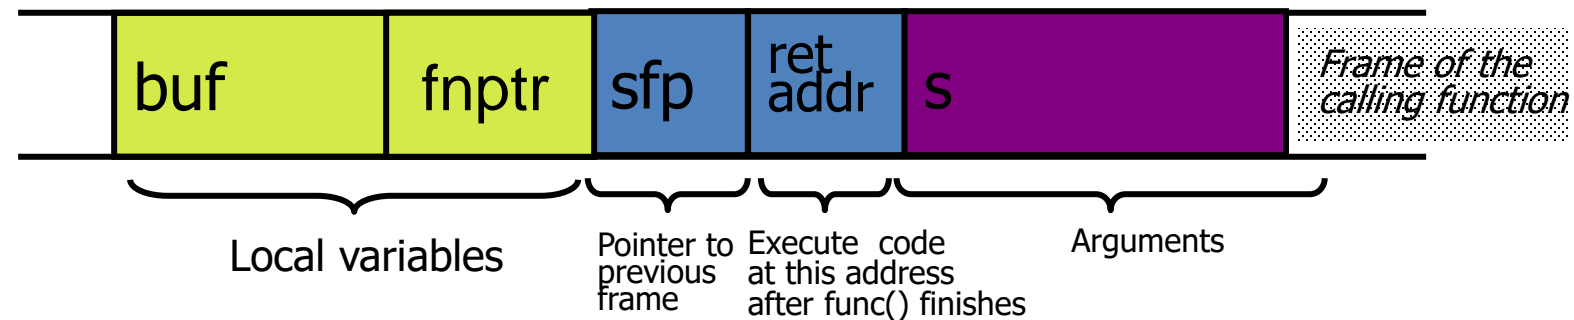 buf
fnptr
sfp
ret
addr
s
Frame of the
calling function
Local variables
Pointer to
previous
frame
Execute code
at this address
after func() finishes
Arguments